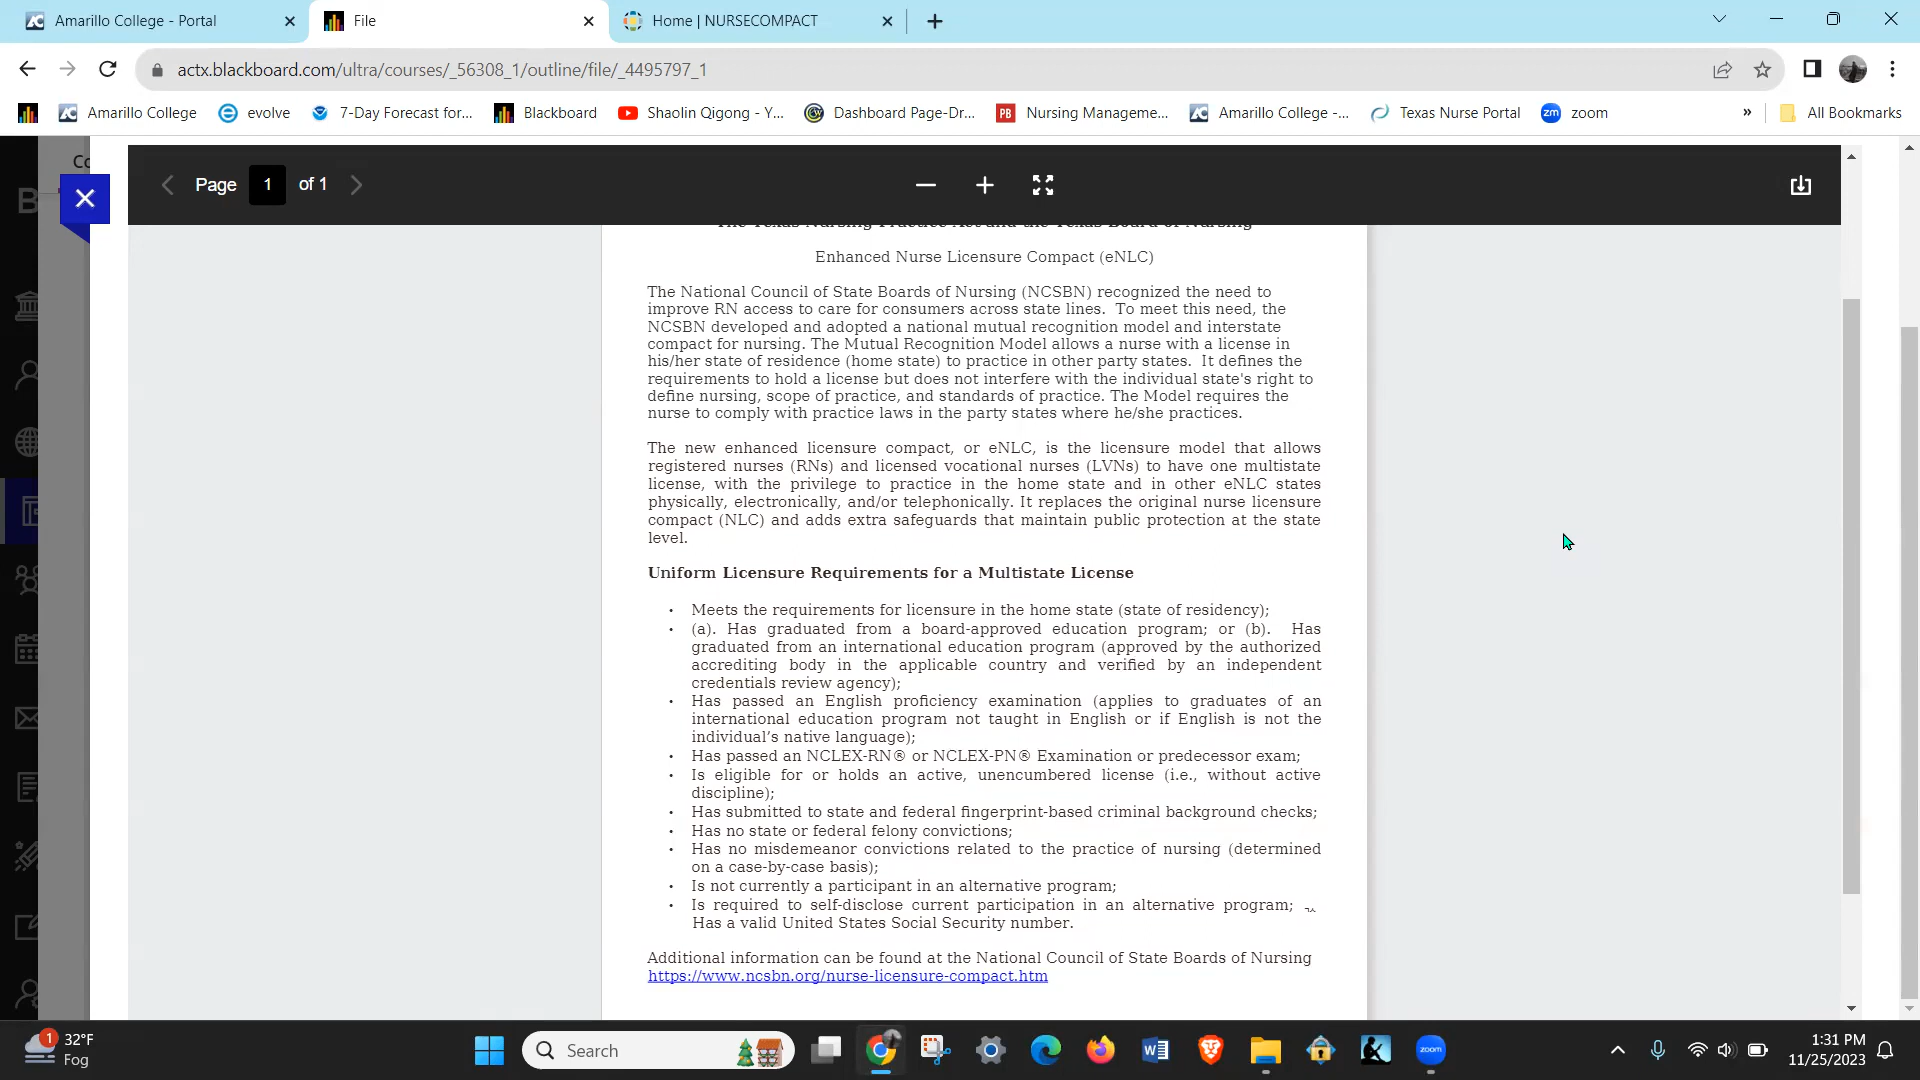 Amarillo College - Portal
File
Home | NURSECOMPACT
actx.blackboard.com/ultra/courses/_56308_1/outline/file/_4495797_1
Amarillo College
evolve
7-Day Forecast for...
Blackboard
Shaolin Qigong - Y...
Dashboard Page-Dr...
PB
Nursing Manageme...
Amarillo College -...
Texas Nurse Portal
zm
zoom
»
All Bookmarks
Page 1 of 1
The Texas Nursing Practice Act and the Texas Board of Nursing
Enhanced Nurse Licensure Compact (eNLC)
The National Council of State Boards of Nursing (NCSBN) recognized the need to
improve RN access to care for consumers across state lines. To meet this need, the
NCSBN developed and adopted a national mutual recognition model and interstate
compact for nursing. The Mutual Recognition Model allows a nurse with a license in
his/her state of residence (home state) to practice in other party states. It defines the
requirements to hold a license but does not interfere with the individual state's right to
define nursing, scope of practice, and standards of practice. The Model requires the
nurse to comply with practice laws in the party states where he/she practices.
The new enhanced licensure compact, or eNLC, is the licensure model that allows
registered nurses (RNs) and licensed vocational nurses (LVNs) to have one multistate
license, with the privilege to practice in the home state and in other eNLC states
physically, electronically, and/or telephonically. It replaces the original nurse licensure
compact (NLC) and adds extra safeguards that maintain public protection at the state
level.
Uniform Licensure Requirements for a Multistate License
• Meets the requirements for licensure in the home state (state of residency);
• (a). Has graduated from a board-approved education program; or (b). Has
graduated from an international education program (approved by the authorized
accrediting body in the applicable country and verified by an independent
credentials review agency);
• Has passed an English proficiency examination (applies to graduates of an
international education program not taught in English or if English is not the
individual's native language);
• Has passed an NCLEX-RN® or NCLEX-PN® Examination or predecessor exam;
• Is eligible for or holds an active, unencumbered license (i.e., without active
discipline);
• Has submitted to state and federal fingerprint-based criminal background checks;
• Has no state or federal felony convictions;
• Has no misdemeanor convictions related to the practice of nursing (determined
on a case-by-case basis);
• Is not currently a participant in an alternative program;
• Is required to self-disclose current participation in an alternative program;
Has a valid United States Social Security number.
Additional information can be found at the National Council of State Boards of Nursing
https://www.ncsbn.org/nurse-licensure-compact.htm
1
32°F
Fog
Search
zoom
1:31 PM
11/25/2023